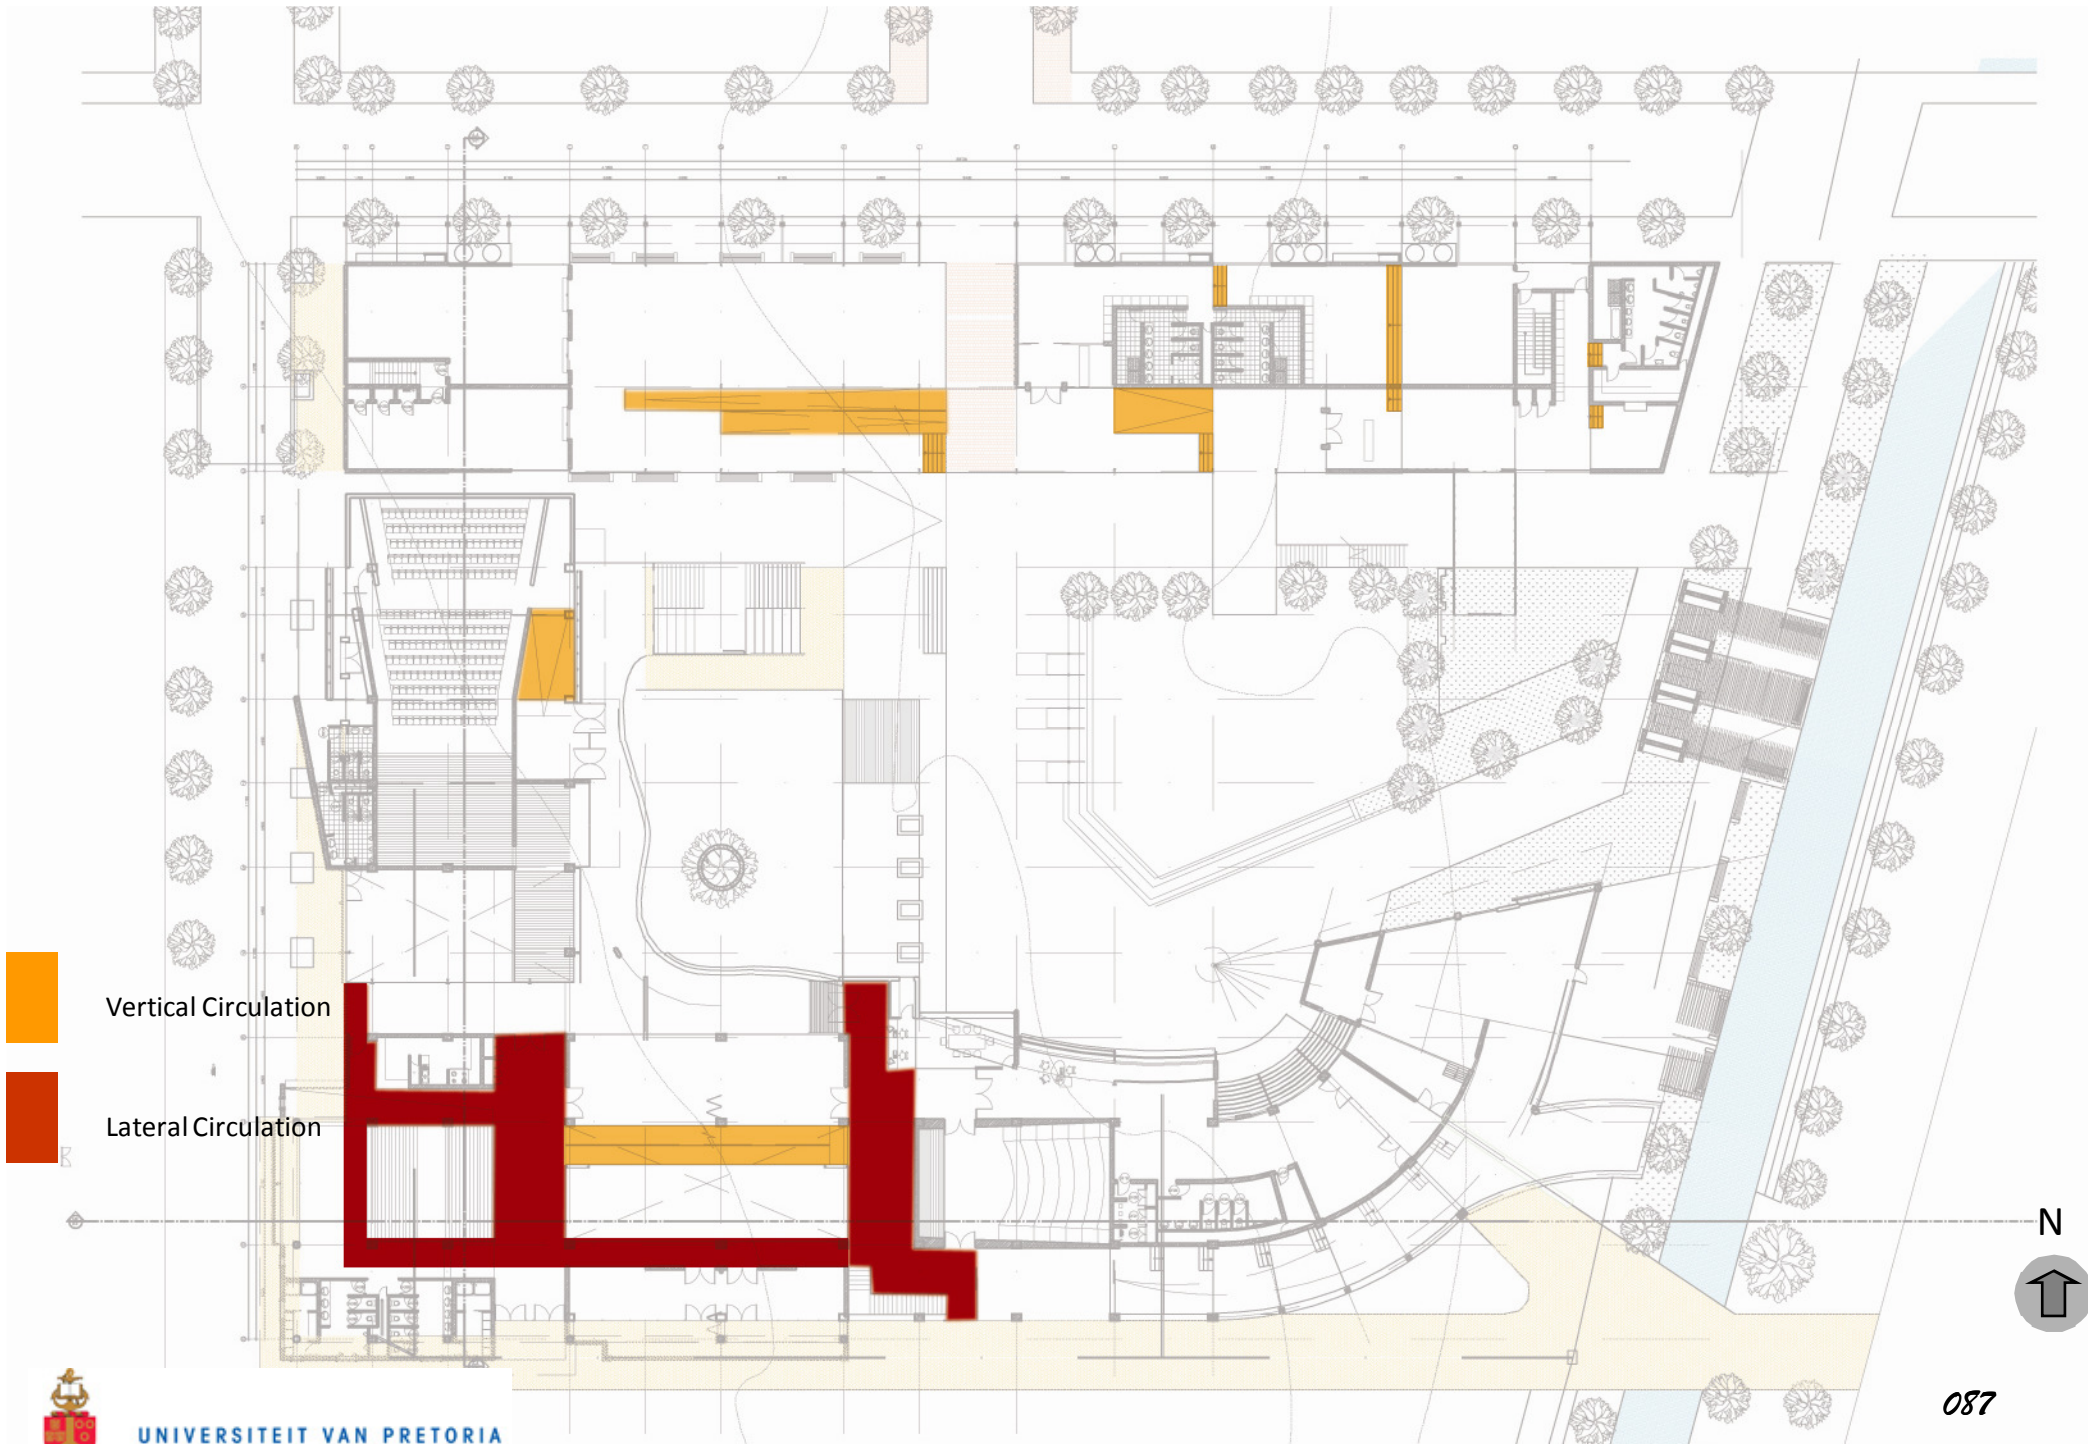 Vertical Circulation
Lateral Circulation
N
087
UNIVERSITEIT VAN PRETORIA